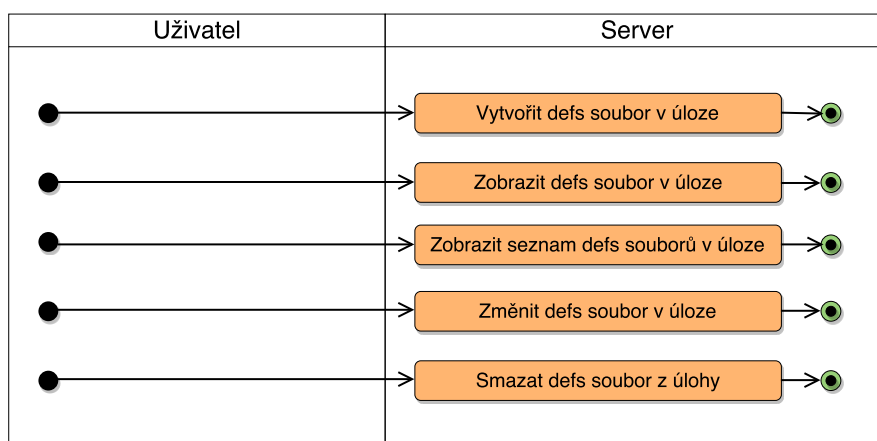 Uživatel
Server
Vytvořit defs soubor v úloze
Zobrazit defs soubor v úloze
Zobrazit seznam defs souborů v úloze
Změnit defs soubor v úloze
Smazat defs soubor z úlohy